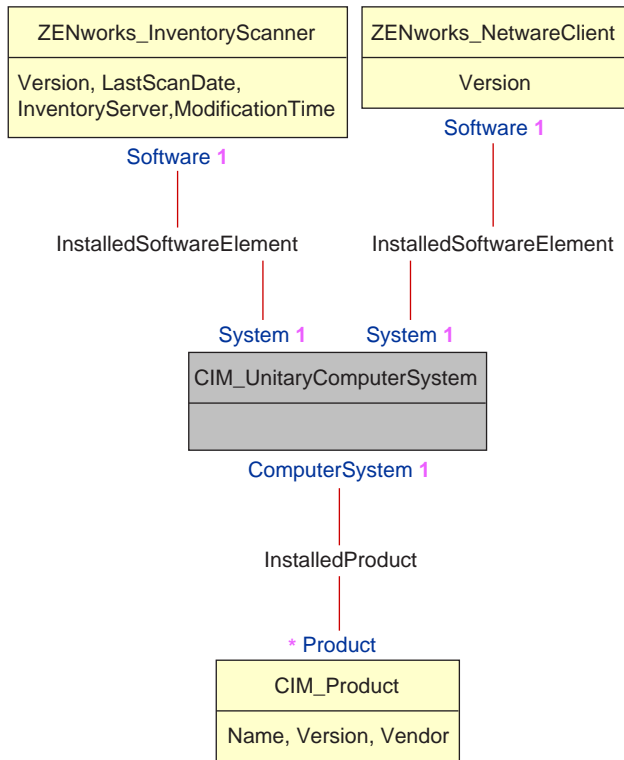 ZENworks_InventoryScanner
Version, LastScanDate,
InventoryServer,ModificationTime
Software 1
InstalledSoftwareElement
System 1
ZENworks_NetwareClient
Version
Software 1
InstalledSoftwareElement
System 1
CIM_UnitaryComputerSystem
ComputerSystem 1
InstalledProduct
* Product
CIM_Product
Name, Version, Vendor